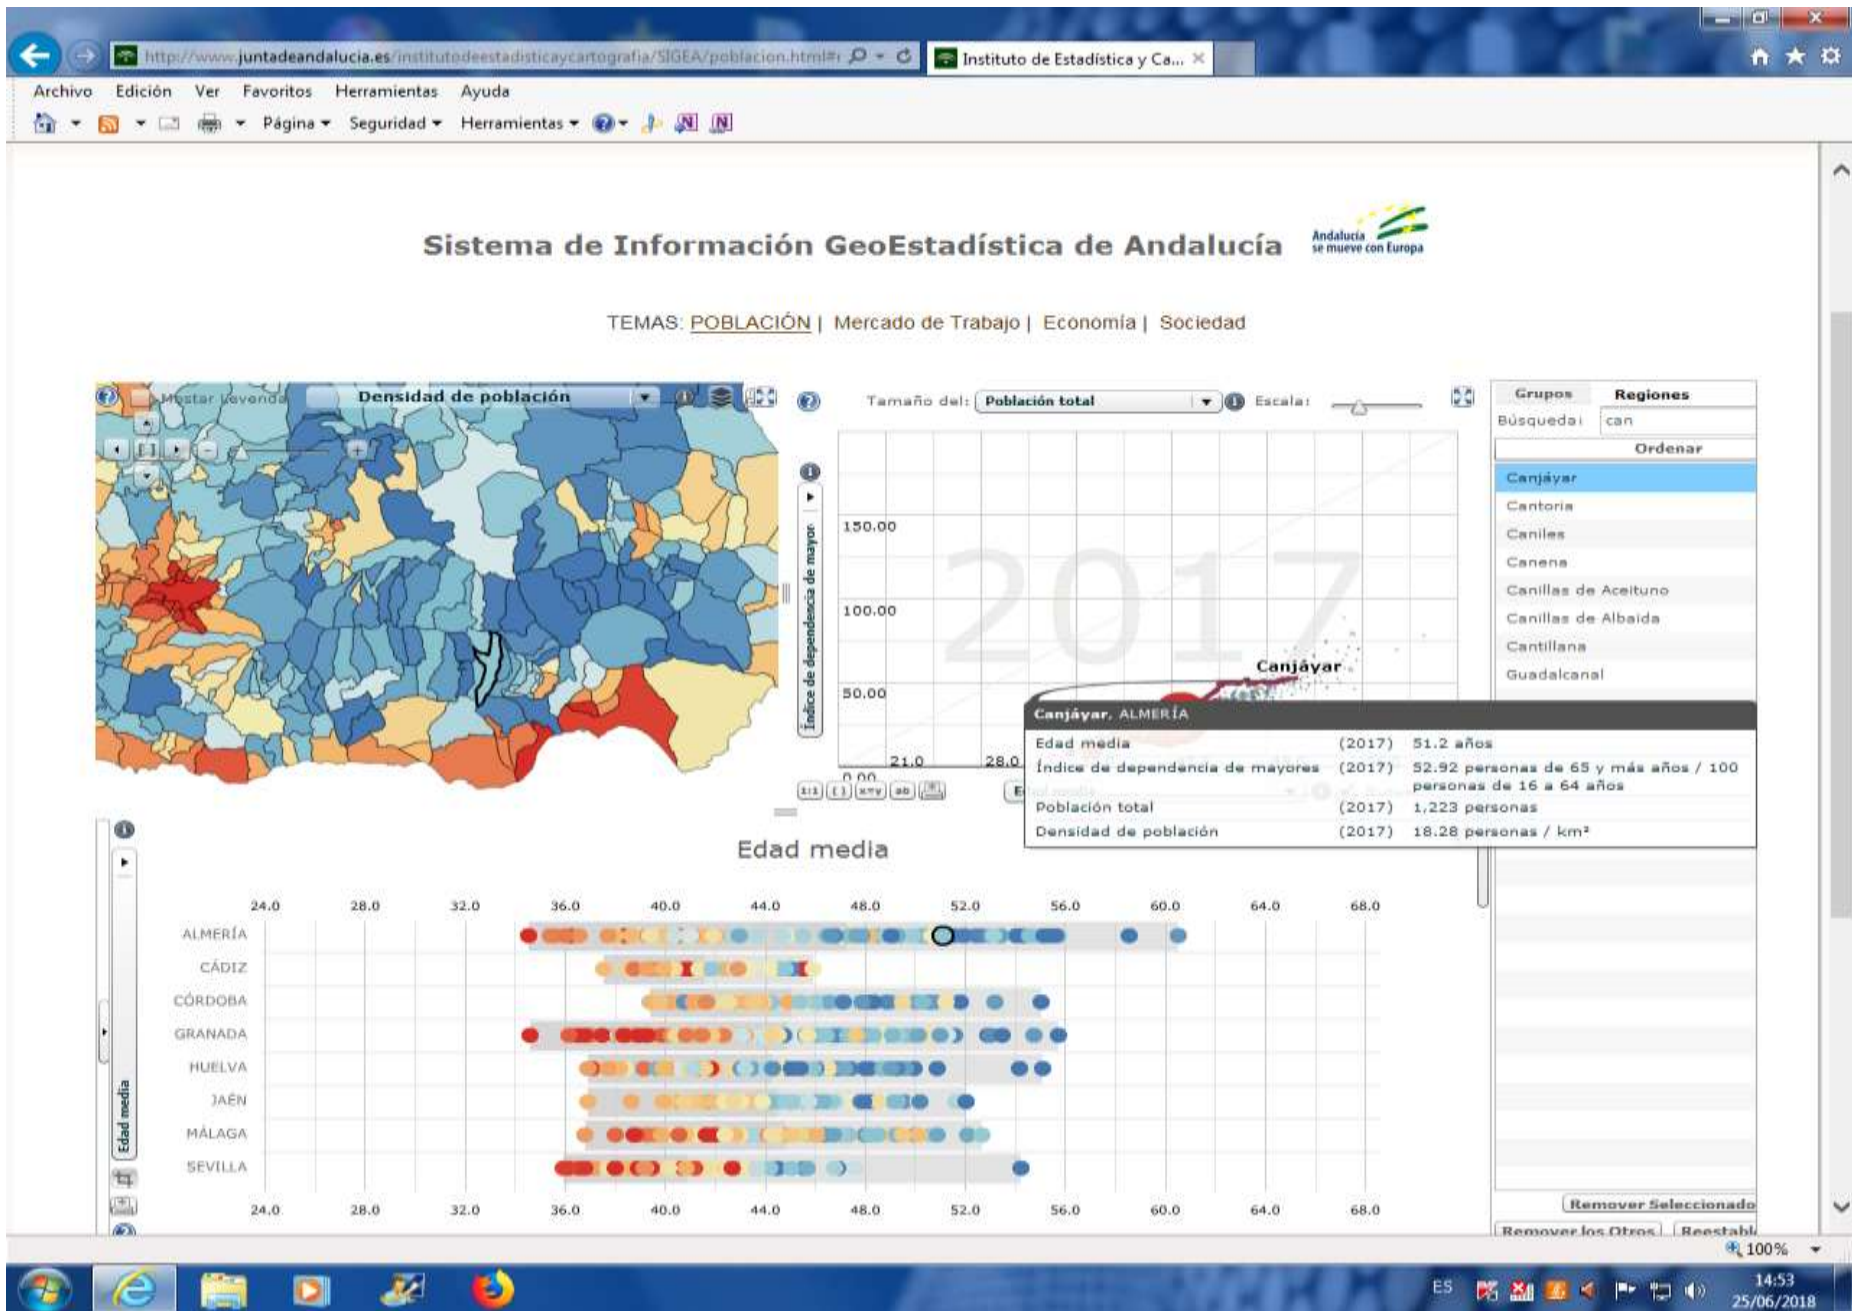 http://www.juntadeandalucia.es/institutodeestadisticaycartografia/SIGEA/poblacion.html#
Instituto de Estadística y Ca...
Archivo Edición Ver Favoritos Herramientas Ayuda
Página Seguridad Herramientas
Sistema de Información GeoEstadística de Andalucía
Andalucía
se mueve con Europa
TEMAS: POBLACIÓN | Mercado de Trabajo | Economía | Sociedad
Mostar Leyenda
Densidad de población
Tamaño del: Población total
Escala:
Índice de dependencia de mayor
150.00
100.00
50.00
0.00
21.0 28.0
2017
Canjáyar
1:1 [ ] x=y ab
Grupos Regiones
Búsqueda: can
Ordenar
Canjáyar
Cantoria
Caniles
Canena
Canillas de Aceituno
Canillas de Albaida
Cantillana
Guadalcanal
Canjáyar, ALMERÍA
Edad media (2017) 51.2 años
Índice de dependencia de mayores (2017) 52.92 personas de 65 y más años / 100
personas de 16 a 64 años
Población total (2017) 1,223 personas
Densidad de población (2017) 18.28 personas / km²
Edad media
24.0 28.0 32.0 36.0 40.0 44.0 48.0 52.0 56.0 60.0 64.0 68.0
ALMERÍA
CÁDIZ
CÓRDOBA
GRANADA
HUELVA
JAÉN
MÁLAGA
SEVILLA
24.0 28.0 32.0 36.0 40.0 44.0 48.0 52.0 56.0 60.0 64.0 68.0
Edad media
Remover Seleccionado
Remover los Otros Reestabl
100%
ES
14:53
25/06/2018